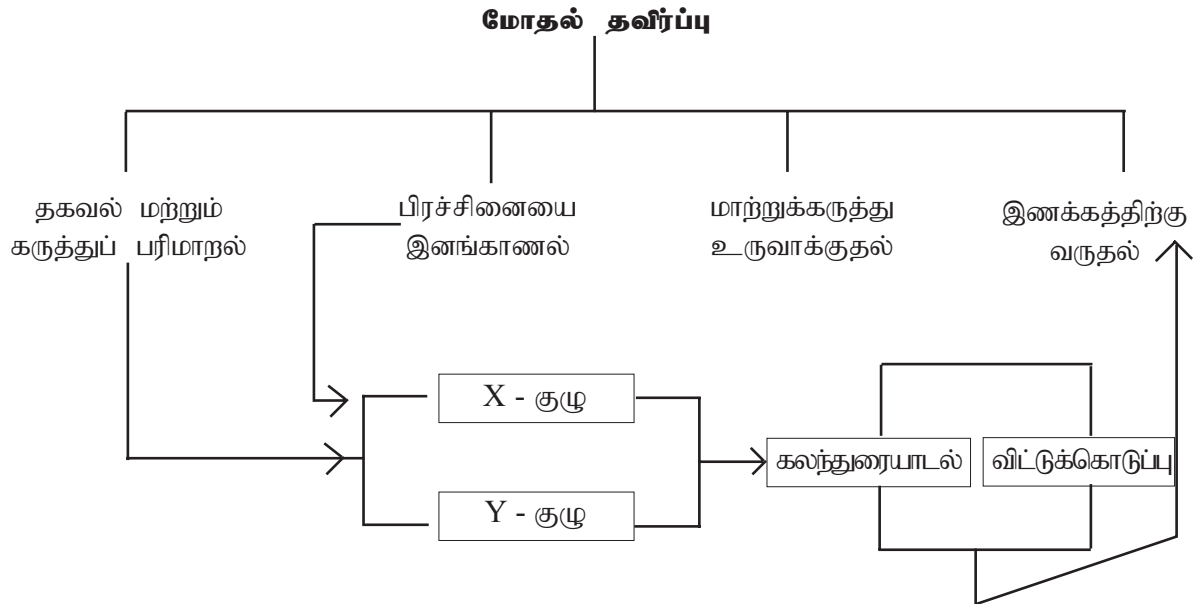 மோதல் தவிர்ப்பு
தகவல் மற்றும்
கருத்துப் பரிமாறல்
பிரச்சினையை
இனங்காணல்
மாற்றுக்கருத்து
உருவாக்குதல்
இணக்கத்திற்கு
வருதல்
X - குழு
Y - குழு
கலந்துரையாடல்
விட்டுக்கொடுப்பு